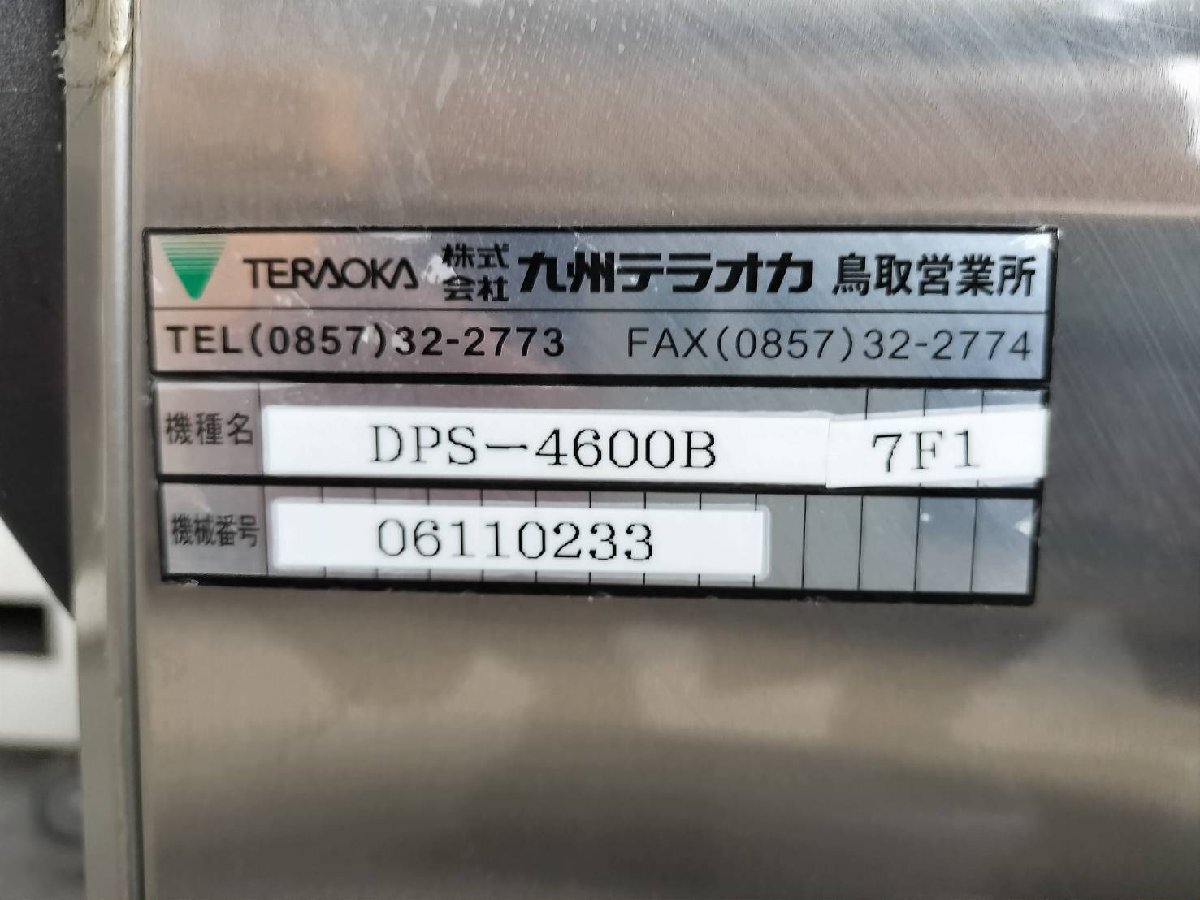 TERAOKA 株式会社 九州テラオカ 鳥取営業所
TEL(0857)32-2773 FAX(0857)32-2774
機種名 DPS-4600B 7F1
機械番号 06110233